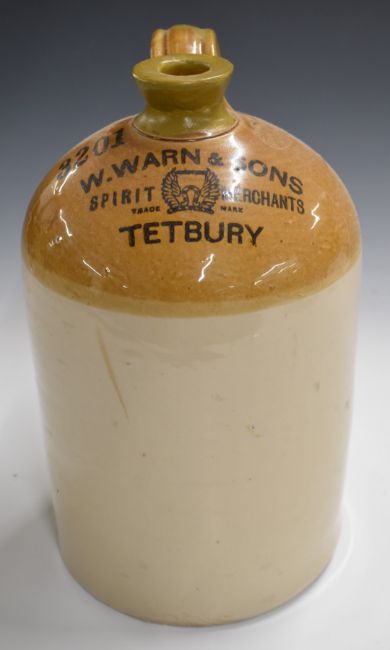 3201
W. WARN & SONS
SPIRIT MERCHANTS
TRADE MARK
TETBURY